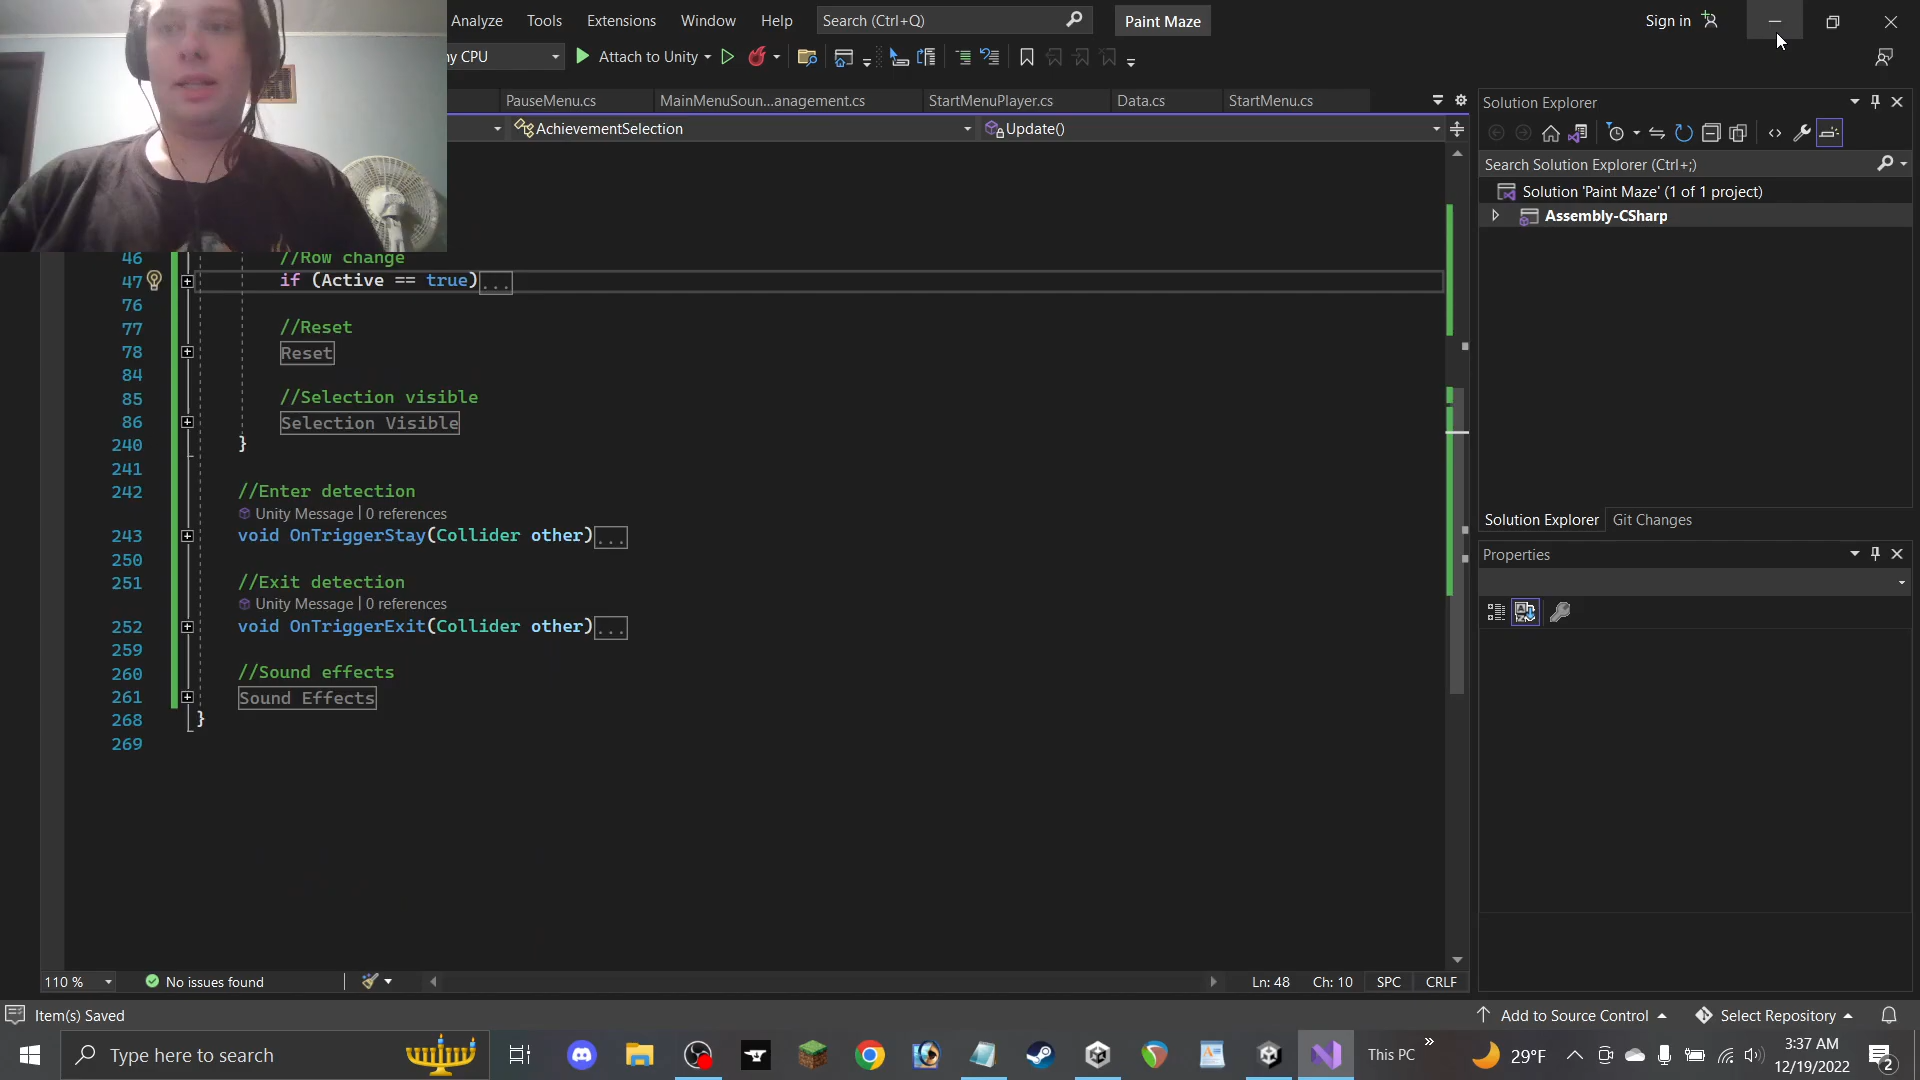 Analyze Tools Extensions Window Help Search (Ctrl+Q) Paint Maze Sign in
ny CPU Attach to Unity
PauseMenu.cs MainMenuSoun...anagement.cs StartMenuPlayer.cs Data.cs StartMenu.cs
AchievementSelection Update()
46 //Row change
47 if (Active == true)...
76
77 //Reset
78 Reset
84
85 //Selection visible
86 Selection Visible
240 }
241
242 //Enter detection
Unity Message | 0 references
243 void OnTriggerStay(Collider other)...
250
251 //Exit detection
Unity Message | 0 references
252 void OnTriggerExit(Collider other)...
259
260 //Sound effects
261 Sound Effects
268 }
269
110 % No issues found Ln: 48 Ch: 10 SPC CRLF
Solution Explorer
Search Solution Explorer (Ctrl+;)
Solution 'Paint Maze' (1 of 1 project)
Assembly-CSharp
Solution Explorer Git Changes
Properties
Item(s) Saved Add to Source Control Select Repository
Type here to search This PC 29°F 3:37 AM
12/19/2022 2